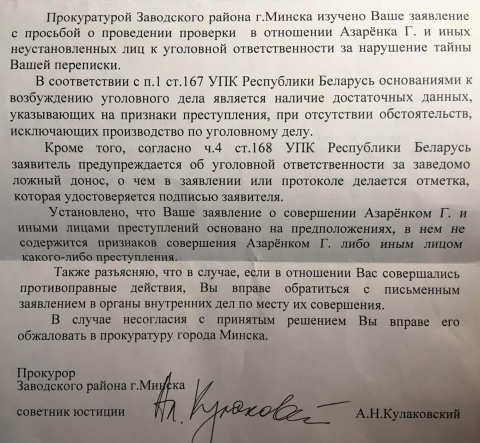 Прокуратурой Заводского района г.Минска изучено Ваше заявление
с просьбой о проведении проверки в отношении Азарёнка Г. и иных
неустановленных лиц к уголовной ответственности за нарушение тайны
Вашей переписки.
В соответствии с п.1 ст.167 УПК Республики Беларусь основаниями к
возбуждению уголовного дела является наличие достаточных данных,
указывающих на признаки преступления, при отсутствии обстоятельств,
исключающих производство по уголовному делу.
Кроме того, согласно ч.4 ст.168 УПК Республики Беларусь
заявитель предупреждается об уголовной ответственности за заведомо
ложный донос, о чем в заявлении или протоколе делается отметка,
которая удостоверяется подписью заявителя.
Установлено, что Ваше заявление о совершении Азарёнком Г. и
иными лицами преступлений основано на предположениях, в нем не
содержится признаков совершения Азарёнком Г. либо иным лицом
какого-либо преступления.
Также разъясняю, что в случае, если в отношении Вас совершались
противоправные действия, Вы вправе обратиться с письменным
заявлением в органы внутренних дел по месту их совершения.
В случае несогласия с принятым решением Вы вправе его
обжаловать в прокуратуру города Минска.
Прокурор
Заводского района г.Минска
советник юстиции А.Н.Кулаковский